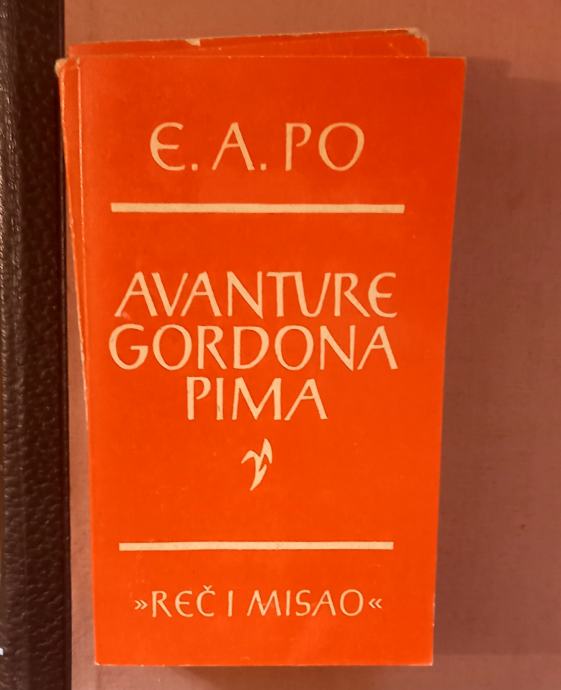 E. A. PO
AVANTURE
GORDONA
PIMA
»REČ I MISAO«